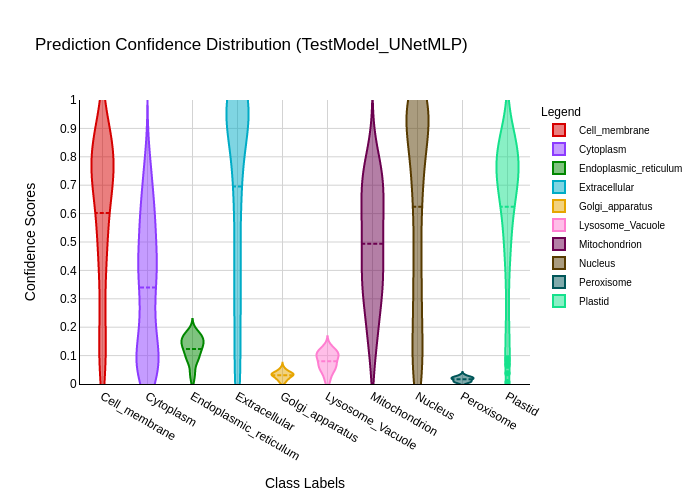 Prediction Confidence Distribution (TestModel_UNetMLP)
Confidence Scores
1
0.9
0.8
0.7
0.6
0.5
0.4
0.3
0.2
0.1
0
Cell_membrane
Cytoplasm
Endoplasmic_reticulum
Extracellular
Golgi_apparatus
Lysosome_Vacuole
Mitochondrion
Nucleus
Peroxisome
Plastid
Class Labels
Legend
Cell_membrane
Cytoplasm
Endoplasmic_reticulum
Extracellular
Golgi_apparatus
Lysosome_Vacuole
Mitochondrion
Nucleus
Peroxisome
Plastid